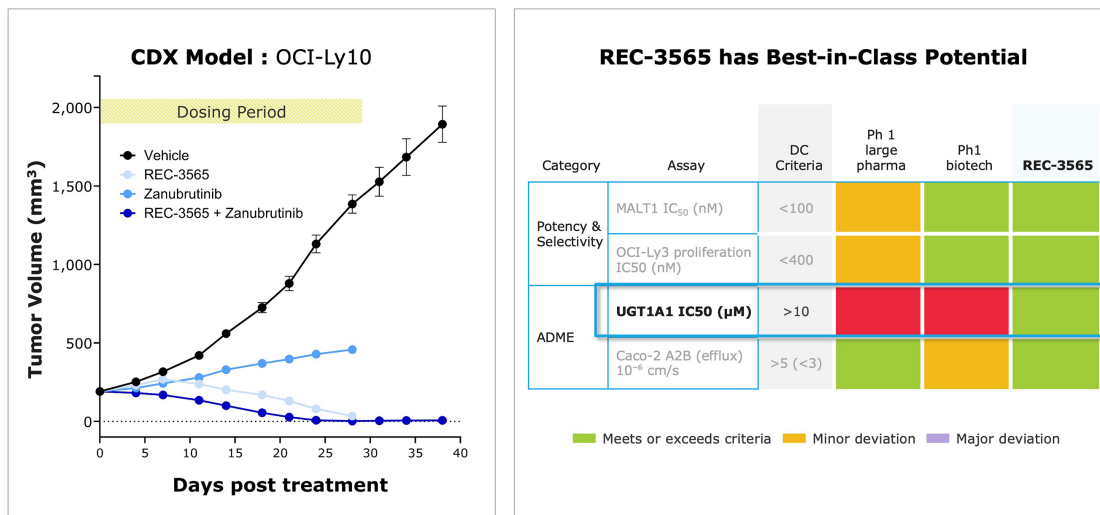 CDX Model : OCI-Ly10
2,000
1,500
1,000
500
0
Tumor Volume (mm³)
Dosing Period
Vehicle
REC-3565
Zanubrutinib
REC-3565 + Zanubrutinib
0 5 10 15 20 25 30 35 40
Days post treatment
REC-3565 has Best-in-Class Potential
Category
Assay
DC
Criteria
Ph 1
large
pharma
Ph1
biotech
REC-3565
Potency &
Selectivity
MALT1 IC₅₀ (nM)
<100
OCI-Ly3 proliferation
IC50 (nM)
<400
ADME
UGT1A1 IC50 (µM)
>10
Caco-2 A2B (efflux)
10⁻⁶ cm/s
>5 (<3)
Meets or exceeds criteria
Minor deviation
Major deviation